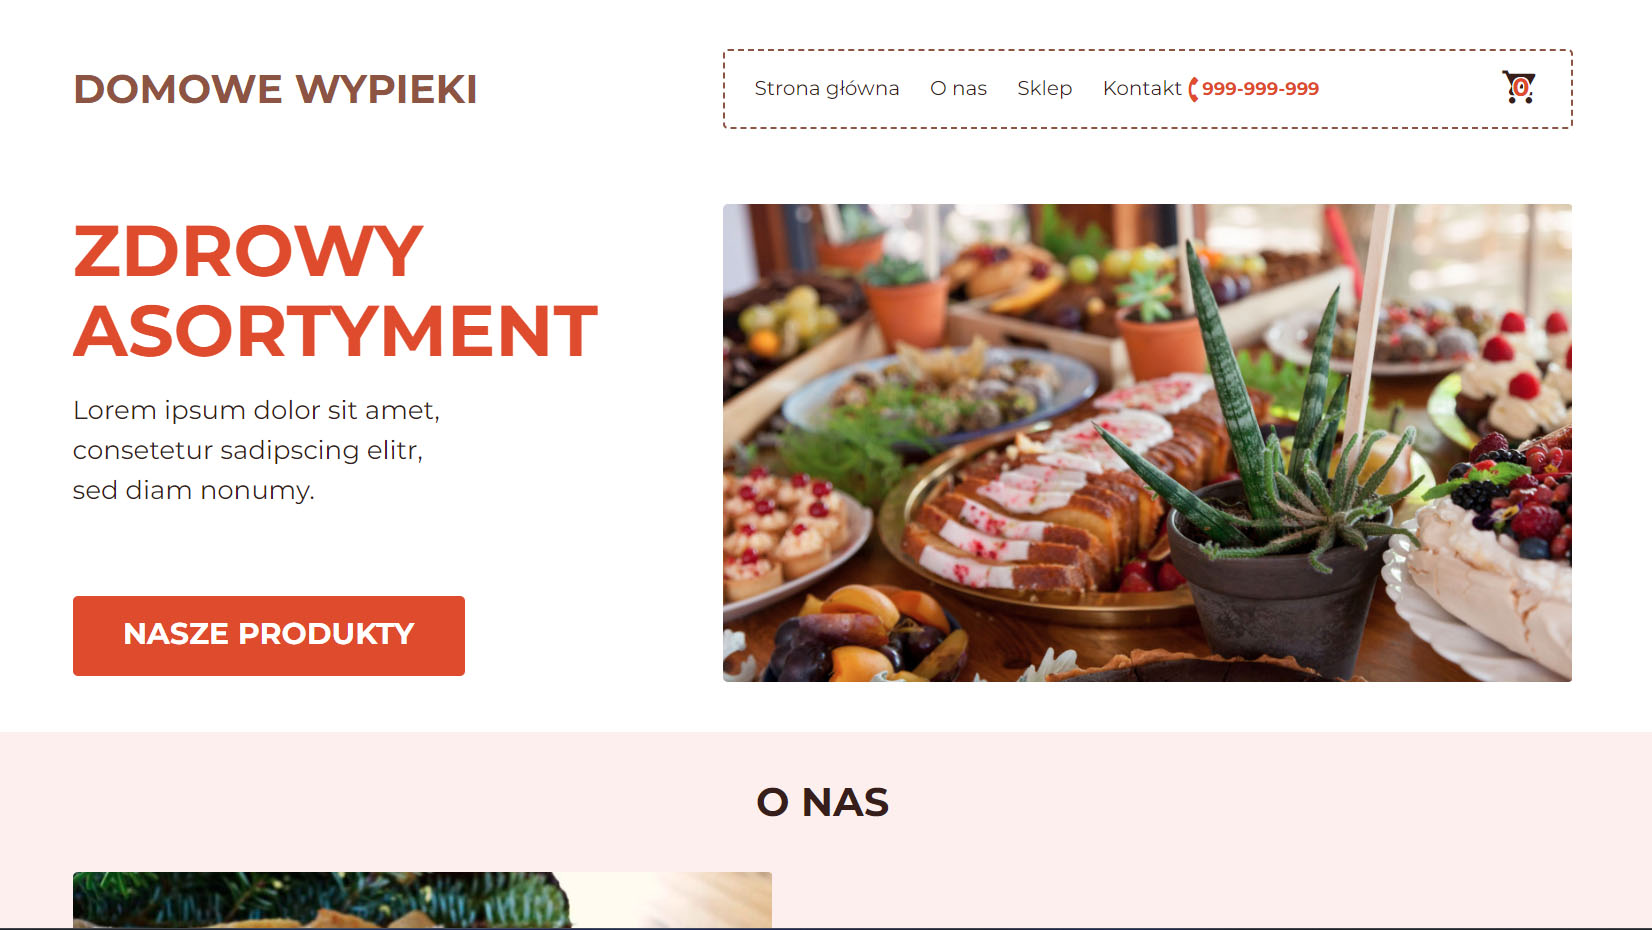 DOMOWE WYPIEKI
Strona główna O nas Sklep Kontakt 999-999-999 0
ZDROWY
ASORTYMENT
Lorem ipsum dolor sit amet,
consetetur sadipscing elitr,
sed diam nonumy.
NASZE PRODUKTY
O NAS